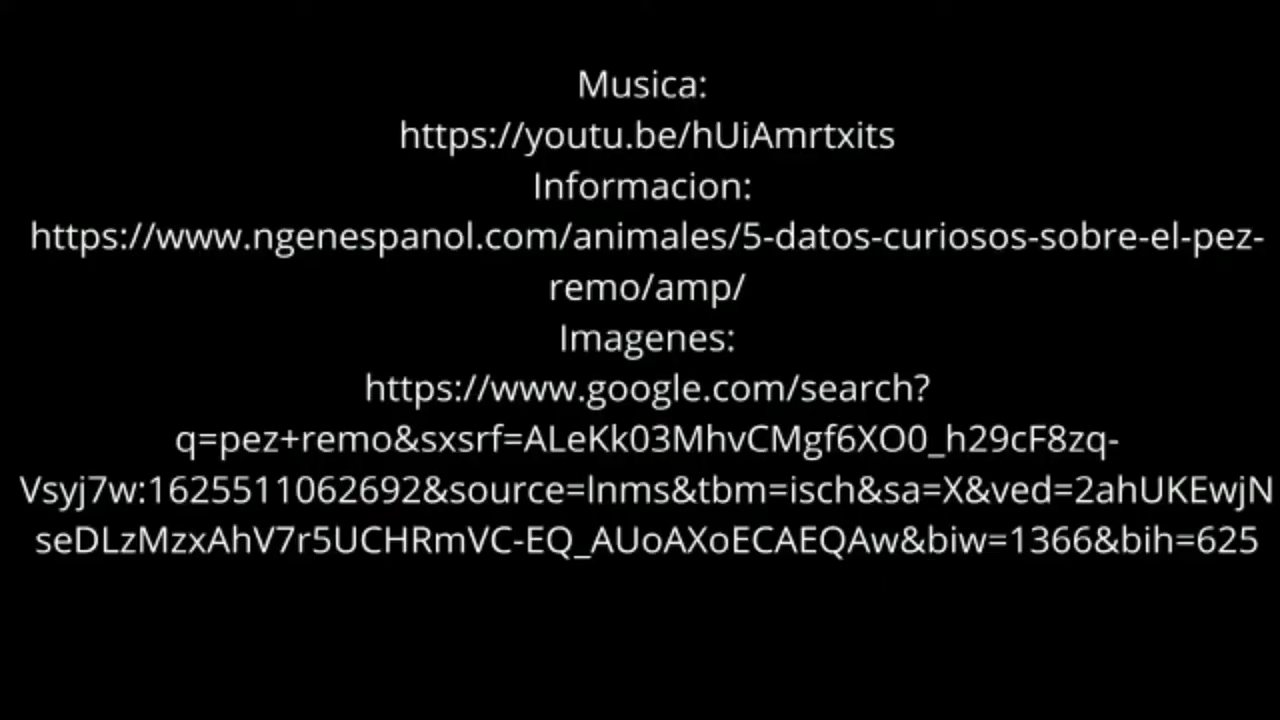 Musica:
https://youtu.be/hUiAmrtxits
Informacion:
https://www.ngenespanol.com/animales/5-datos-curiosos-sobre-el-pez-
remo/amp/
Imagenes:
https://www.google.com/search?
q=pez+remo&sxsrf=ALeKk03MhvCMgf6XO0_h29cF8zq-
Vsyj7w:1625511062692&source=lnms&tbm=isch&sa=X&ved=2ahUKEwjN
seDLzMzxAhV7r5UCHRmVC-EQ_AUoAXoECAEQAw&biw=1366&bih=625